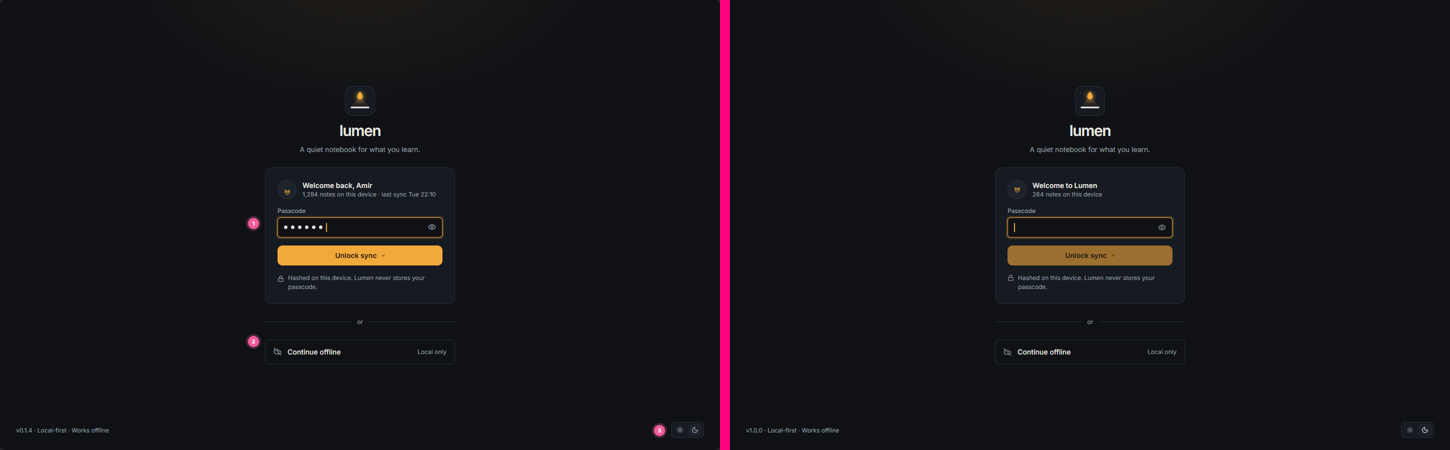 lumen
A quiet notebook for what you learn.
Welcome back, Amir
1,284 notes on this device · last sync Tue 22:10
Passcode
1
Unlock sync
Hashed on this device. Lumen never stores your
passcode.
or
2
Continue offline
Local only
v0.1.4 · Local-first · Works offline
3
lumen
A quiet notebook for what you learn.
Welcome to Lumen
264 notes on this device
Passcode
Unlock sync
Hashed on this device. Lumen never stores your
passcode.
or
Continue offline
Local only
v1.0.0 · Local-first · Works offline